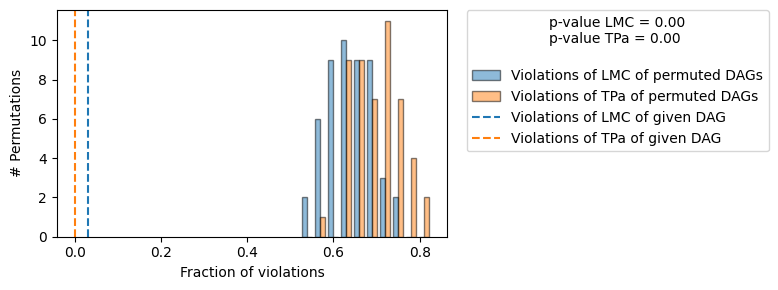 p-value LMC = 0.00
p-value TPa = 0.00
Violations of LMC of permuted DAGs
Violations of TPa of permuted DAGs
Violations of LMC of given DAG
Violations of TPa of given DAG
# Permutations
10
8
6
4
2
0
0.0 0.2 0.4 0.6 0.8
Fraction of violations